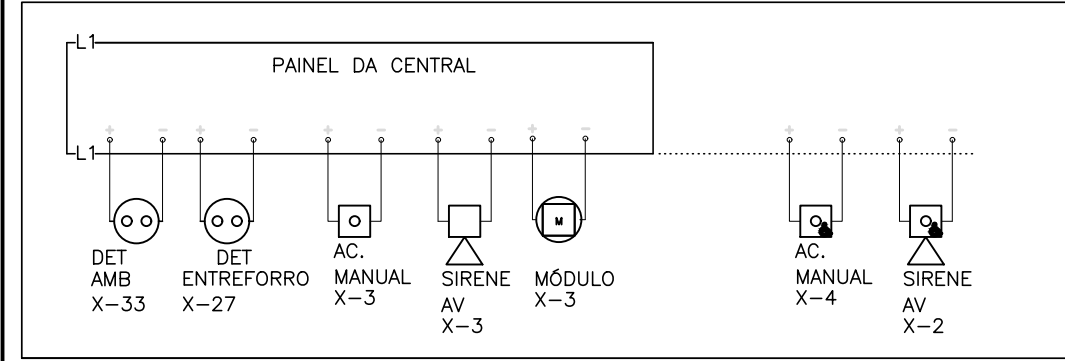 L1
PAINEL DA CENTRAL
+ − + − + − + − + − + − + −
L1
M
DET
AMB
X−33
DET
ENTREFORRO
X−27
AC.
MANUAL
X−3
SIRENE
AV
X−3
MÓDULO
X−3
AC.
MANUAL
X−4
SIRENE
AV
X−2